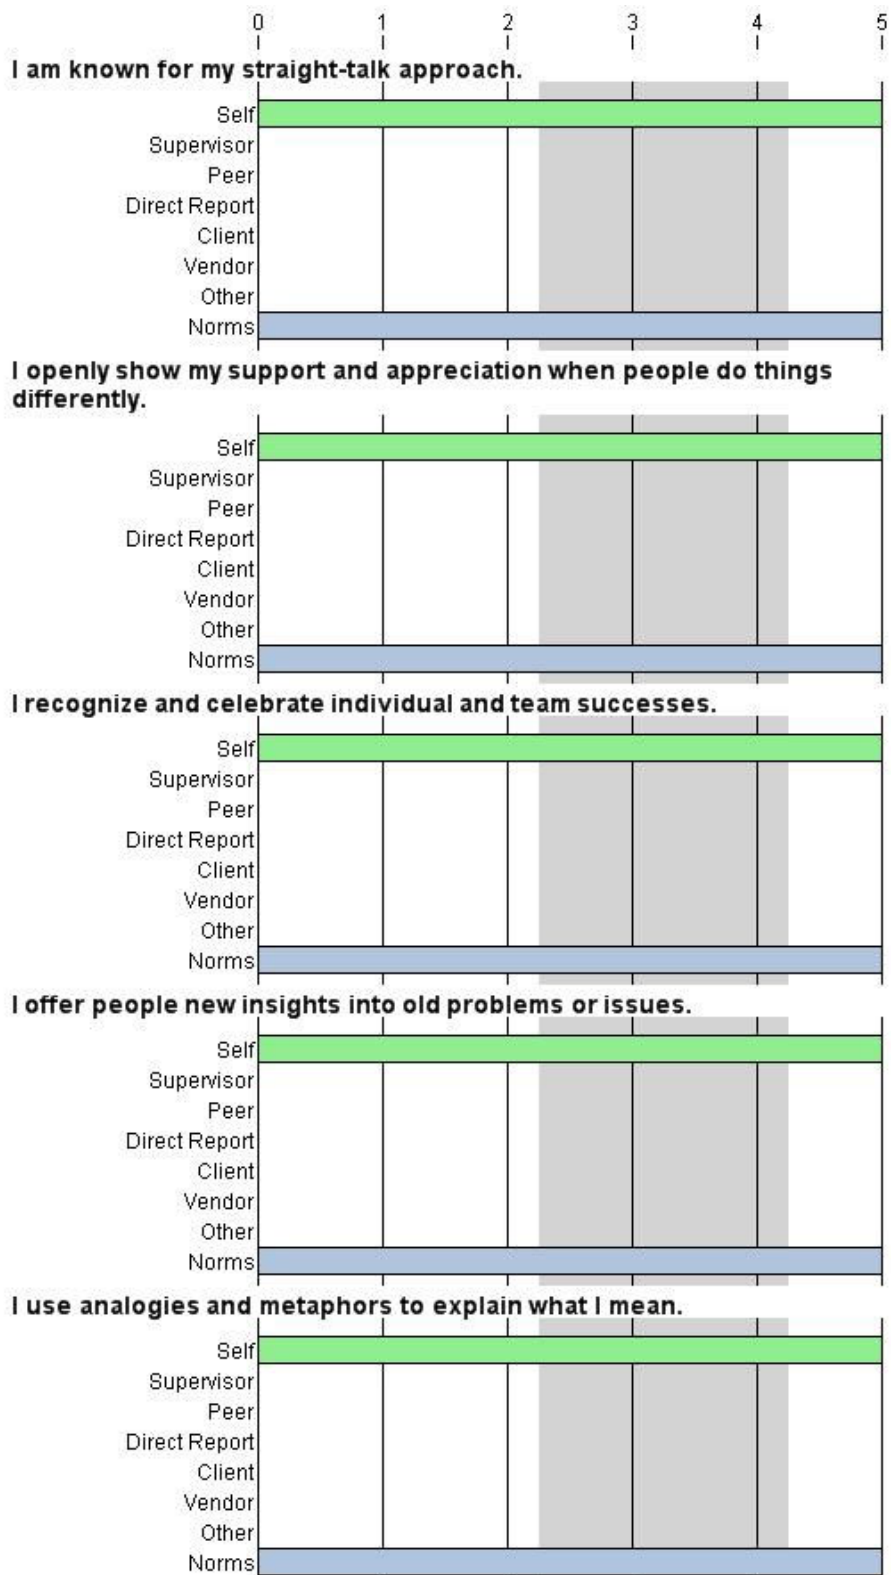 0 1 2 3 4 5
I am known for my straight-talk approach.
Self
Supervisor
Peer
Direct Report
Client
Vendor
Other
Norms
I openly show my support and appreciation when people do things
differently.
Self
Supervisor
Peer
Direct Report
Client
Vendor
Other
Norms
I recognize and celebrate individual and team successes.
Self
Supervisor
Peer
Direct Report
Client
Vendor
Other
Norms
I offer people new insights into old problems or issues.
Self
Supervisor
Peer
Direct Report
Client
Vendor
Other
Norms
I use analogies and metaphors to explain what I mean.
Self
Supervisor
Peer
Direct Report
Client
Vendor
Other
Norms